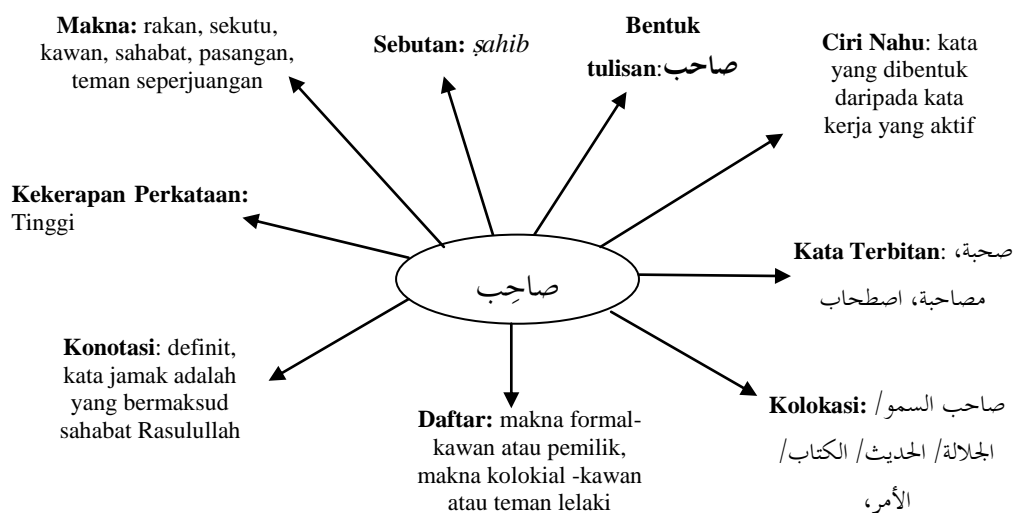 Makna: rakan, sekutu,
kawan, sahabat, pasangan,
teman seperjuangan
Sebutan: ṣahib
Bentuk
tulisan:صاحب
Ciri Nahu: kata
yang dibentuk
daripada kata
kerja yang aktif
Kekerapan Perkataan:
Tinggi
صاحِب
Kata Terbitan: صحبة،
مصاحبة، اصطحاب
Konotasi: definit,
kata jamak adalah
yang bermaksud
sahabat Rasulullah
Daftar: makna formal-
kawan atau pemilik,
makna kolokial -kawan
atau teman lelaki
Kolokasi: صاحب السمو/
الجلالة/ الحديث/ الكتاب/
الأمر،